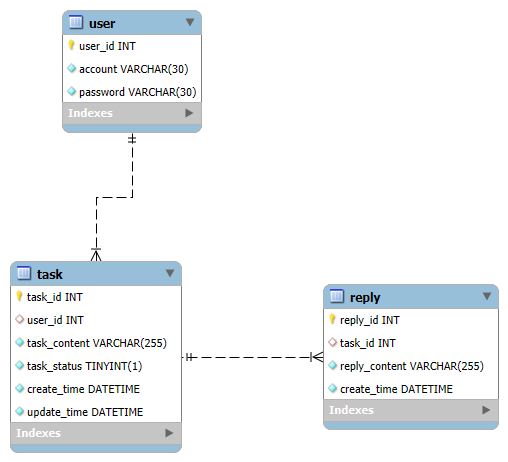 user
user_id INT
account VARCHAR(30)
password VARCHAR(30)
Indexes
task
task_id INT
user_id INT
task_content VARCHAR(255)
task_status TINYINT(1)
create_time DATETIME
update_time DATETIME
Indexes
reply
reply_id INT
task_id INT
reply_content VARCHAR(255)
create_time DATETIME
Indexes